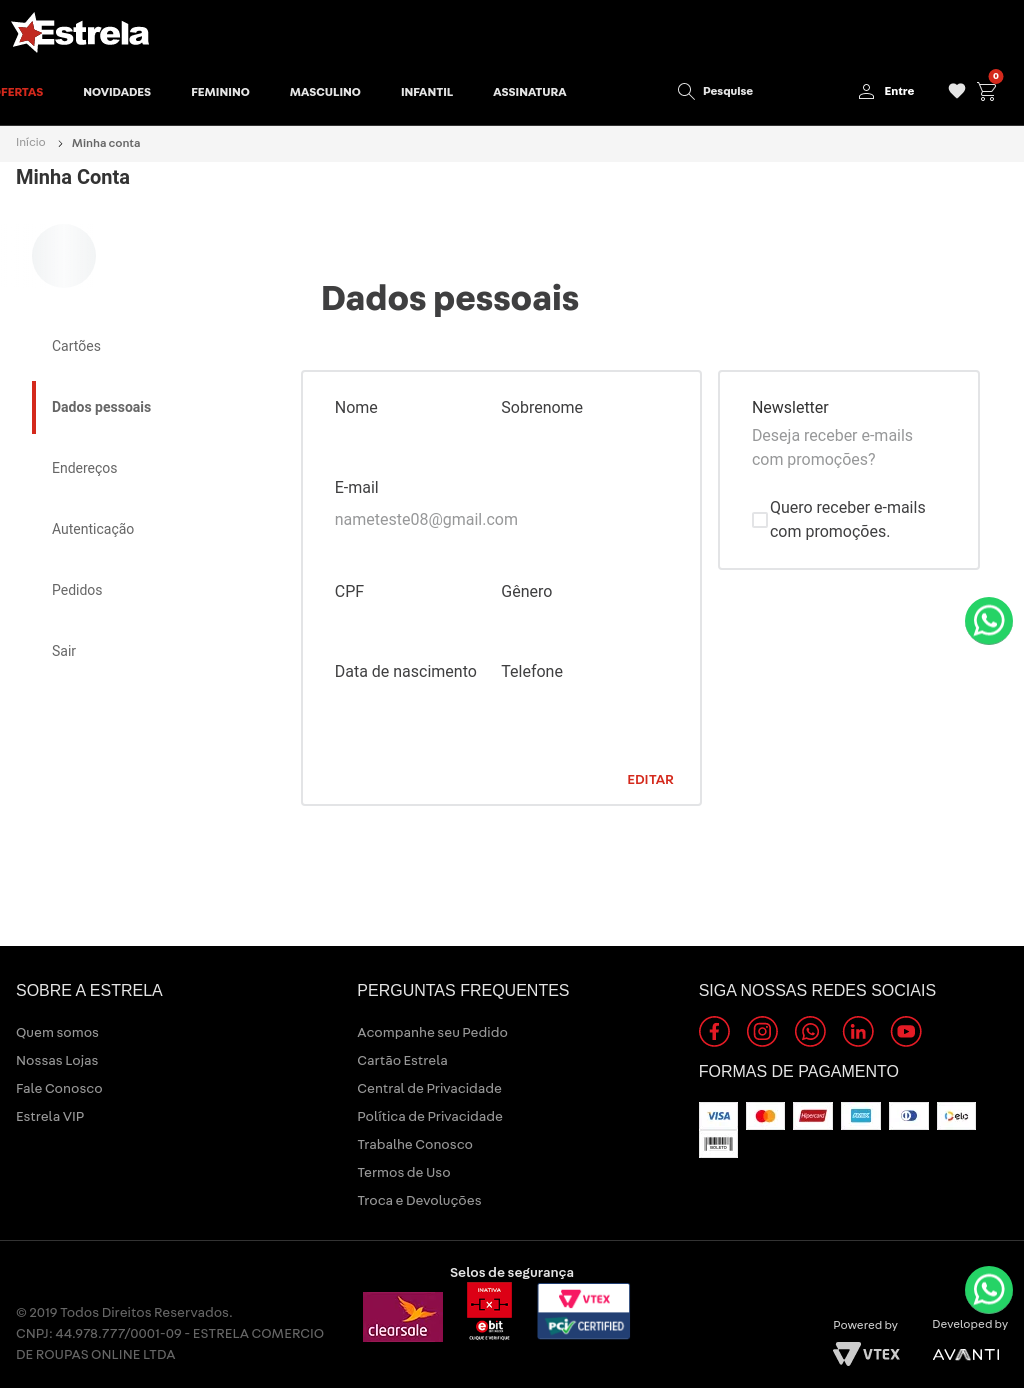 Estrela
OFERTAS NOVIDADES FEMININO MASCULINO INFANTIL ASSINATURA Pesquise Entre 0
Início Minha conta
Minha Conta
Dados pessoais
Cartões
Dados pessoais
Endereços
Autenticação
Pedidos
Sair
Nome Sobrenome
E-mail
nameteste08@gmail.com
CPF Gênero
Data de nascimento Telefone
EDITAR
Newsletter
Deseja receber e-mails
com promoções?
Quero receber e-mails
com promoções.
SOBRE A ESTRELA
Quem somos
Nossas Lojas
Fale Conosco
Estrela VIP
PERGUNTAS FREQUENTES
Acompanhe seu Pedido
Cartão Estrela
Central de Privacidade
Política de Privacidade
Trabalhe Conosco
Termos de Uso
Troca e Devoluções
SIGA NOSSAS REDES SOCIAIS
in
FORMAS DE PAGAMENTO
VISA Hipercard elo
BOLETO
Selos de segurança
clearsale
INATIVA
X
e bit
CLIQUE E VERIFIQUE
VTEX
PCI CERTIFIED
© 2019 Todos Direitos Reservados.
CNPJ: 44.978.777/0001-09 - ESTRELA COMERCIO
DE ROUPAS ONLINE LTDA
Powered by
VTEX
Developed by
AVANTI